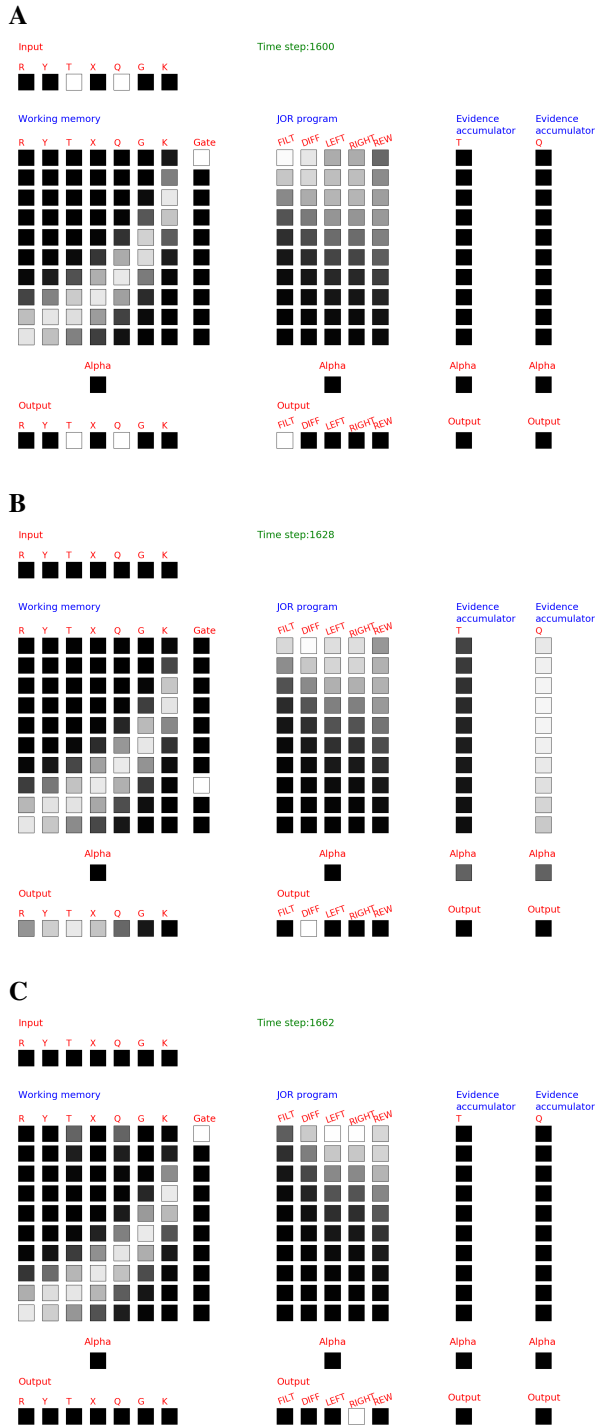 A
Input
Time step:1600
R Y T X Q G K
Working memory
JOR program
Evidence accumulator
Evidence accumulator
R Y T X Q G K Gate
FILT DIFF LEFT RIGHT REW
T
Q
Alpha
Alpha
Alpha
Alpha
Output
Output
R Y T X Q G K
FILT DIFF LEFT RIGHT REW
Output
Output
B
Input
Time step:1628
R Y T X Q G K
Working memory
JOR program
Evidence accumulator
Evidence accumulator
R Y T X Q G K Gate
FILT DIFF LEFT RIGHT REW
T
Q
Alpha
Alpha
Alpha
Alpha
Output
Output
R Y T X Q G K
FILT DIFF LEFT RIGHT REW
Output
Output
C
Input
Time step:1662
R Y T X Q G K
Working memory
JOR program
Evidence accumulator
Evidence accumulator
R Y T X Q G K Gate
FILT DIFF LEFT RIGHT REW
T
Q
Alpha
Alpha
Alpha
Alpha
Output
Output
R Y T X Q G K
FILT DIFF LEFT RIGHT REW
Output
Output